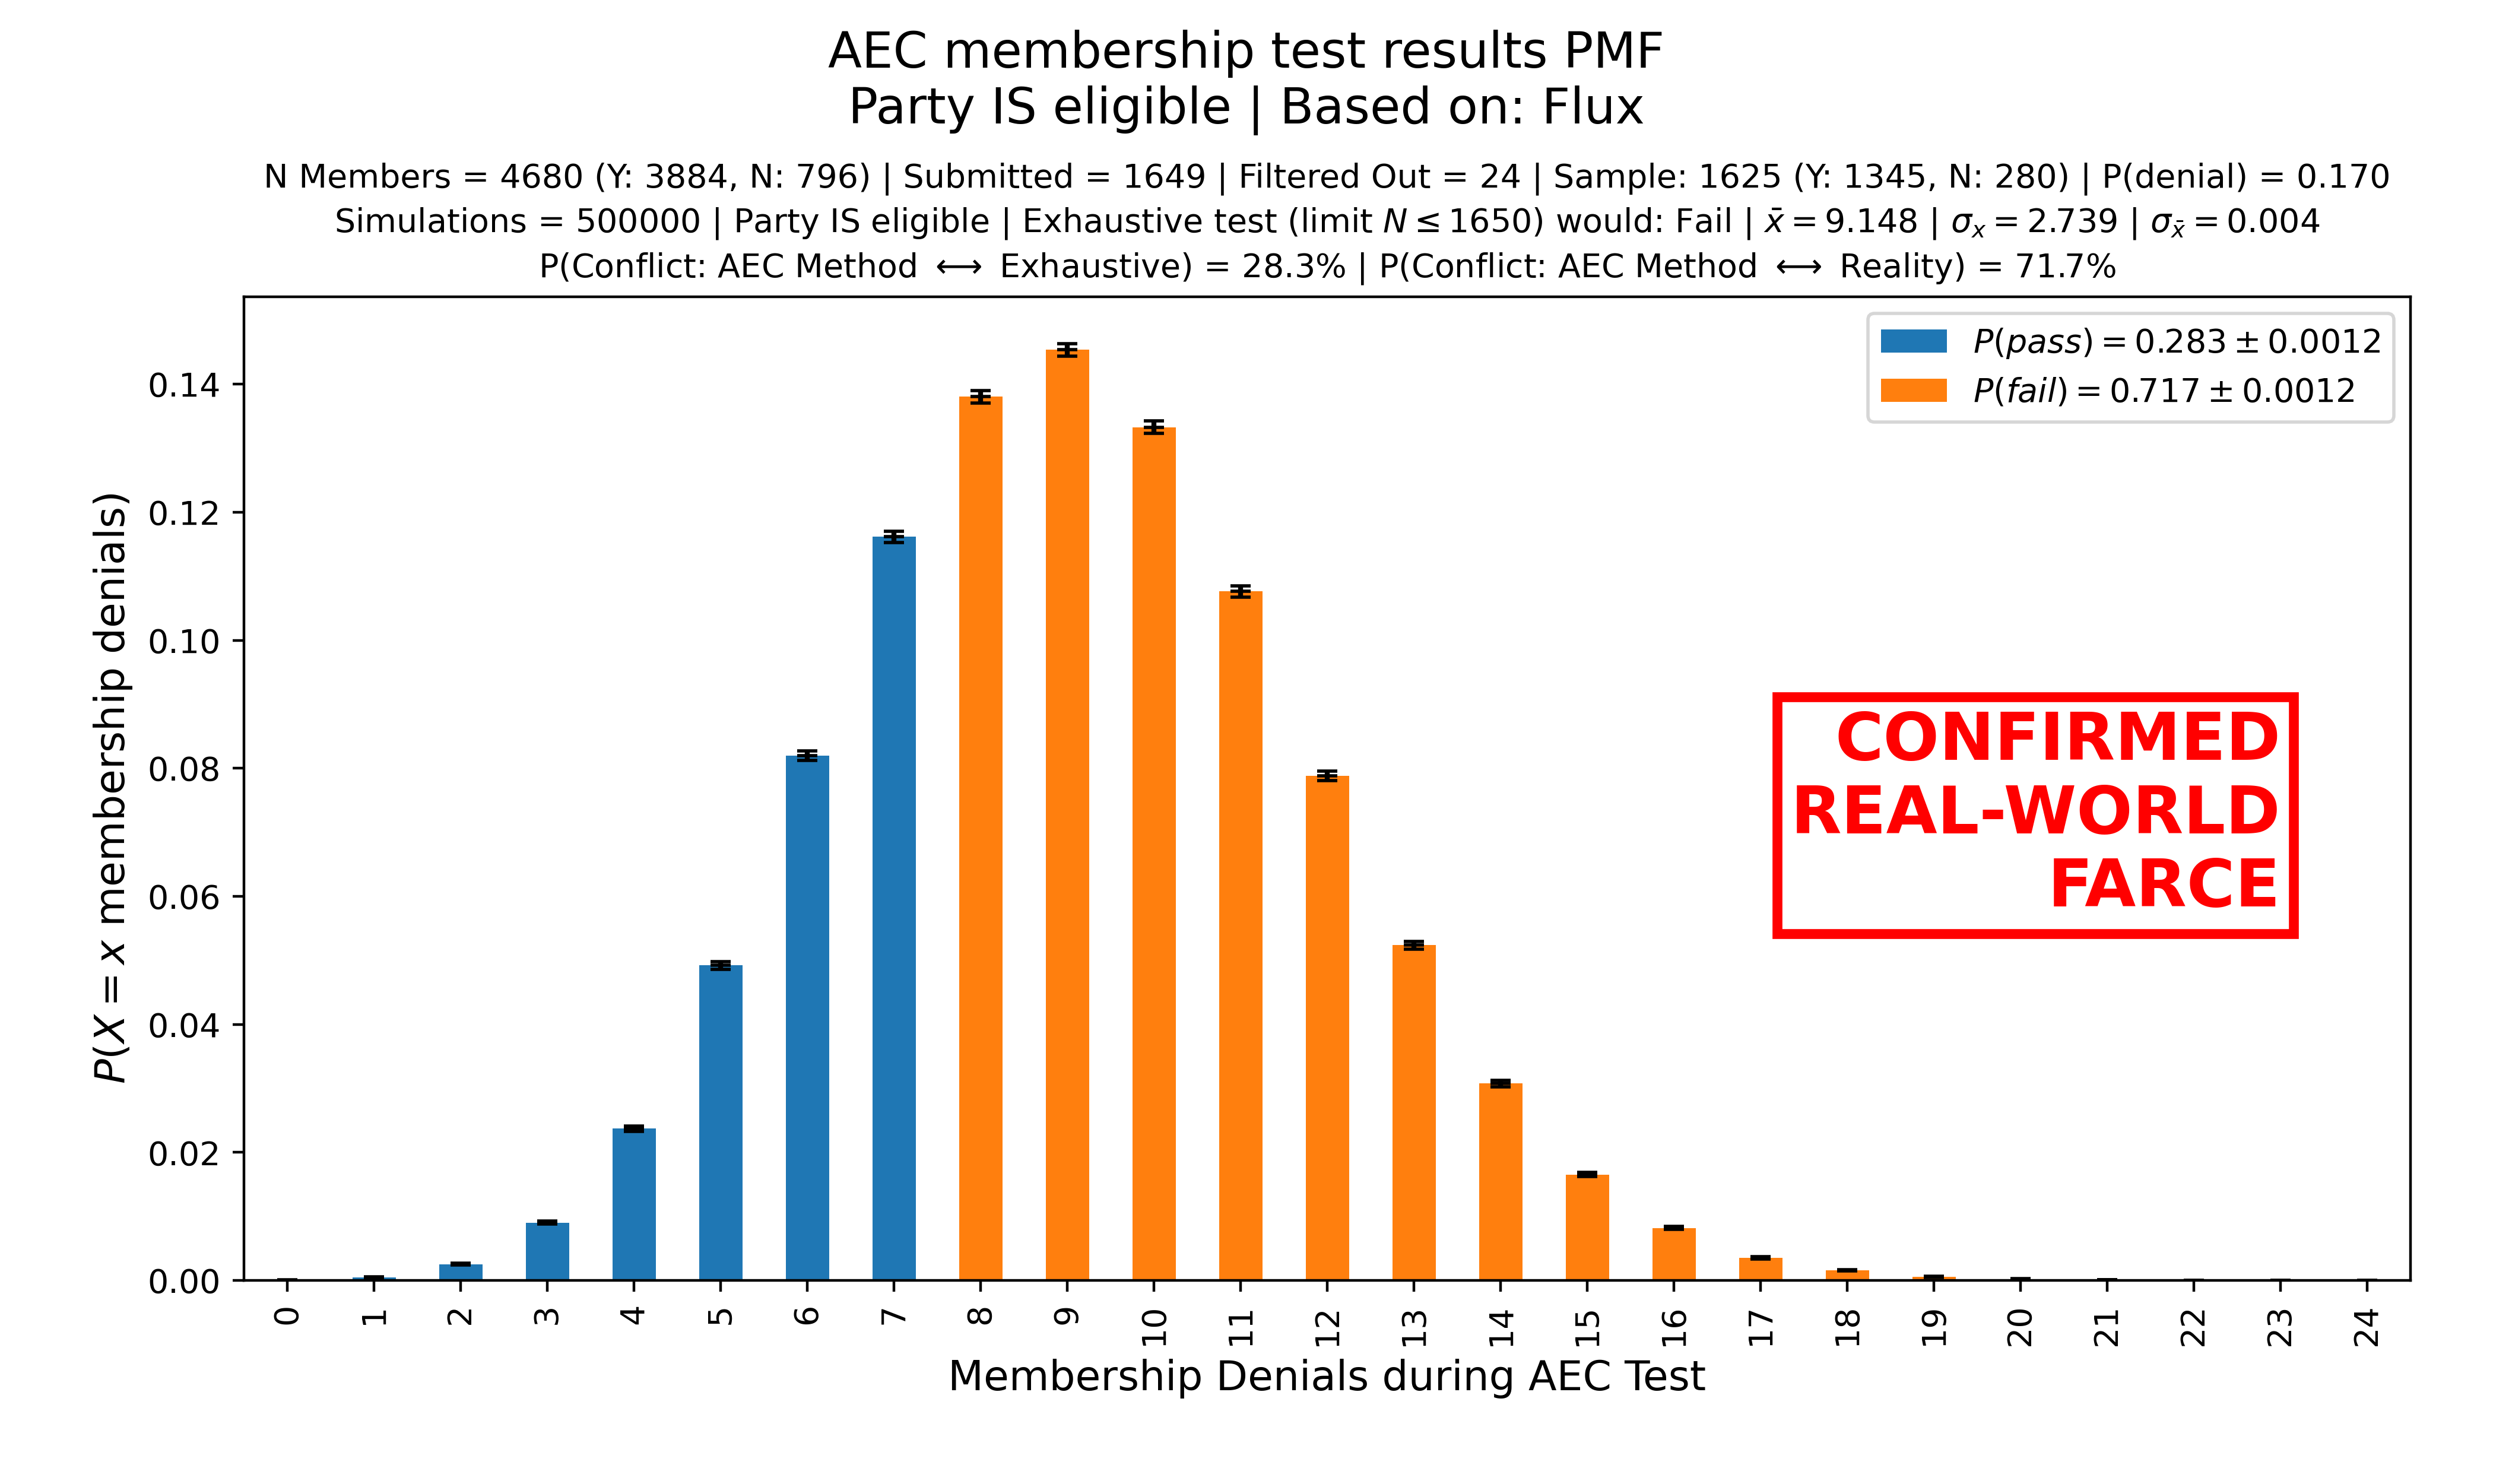 AEC membership test results PMF
Party IS eligible | Based on: Flux
N Members = 4680 (Y: 3884, N: 796) | Submitted = 1649 | Filtered Out = 24 | Sample: 1625 (Y: 1345, N: 280) | P(denial) = 0.170
Simulations = 500000 | Party IS eligible | Exhaustive test (limit N ≤ 1650) would: Fail | x̄ = 9.148 | σₓ = 2.739 | σ_x̄ = 0.004
P(Conflict: AEC Method ⟷ Exhaustive) = 28.3% | P(Conflict: AEC Method ⟷ Reality) = 71.7%
P(pass) = 0.283 ± 0.0012
P(fail) = 0.717 ± 0.0012
P(X = x membership denials)
0.14
0.12
0.10
0.08
0.06
0.04
0.02
0.00
CONFIRMED
REAL-WORLD
FARCE
0 1 2 3 4 5 6 7 8 9 10 11 12 13 14 15 16 17 18 19 20 21 22 23 24
Membership Denials during AEC Test